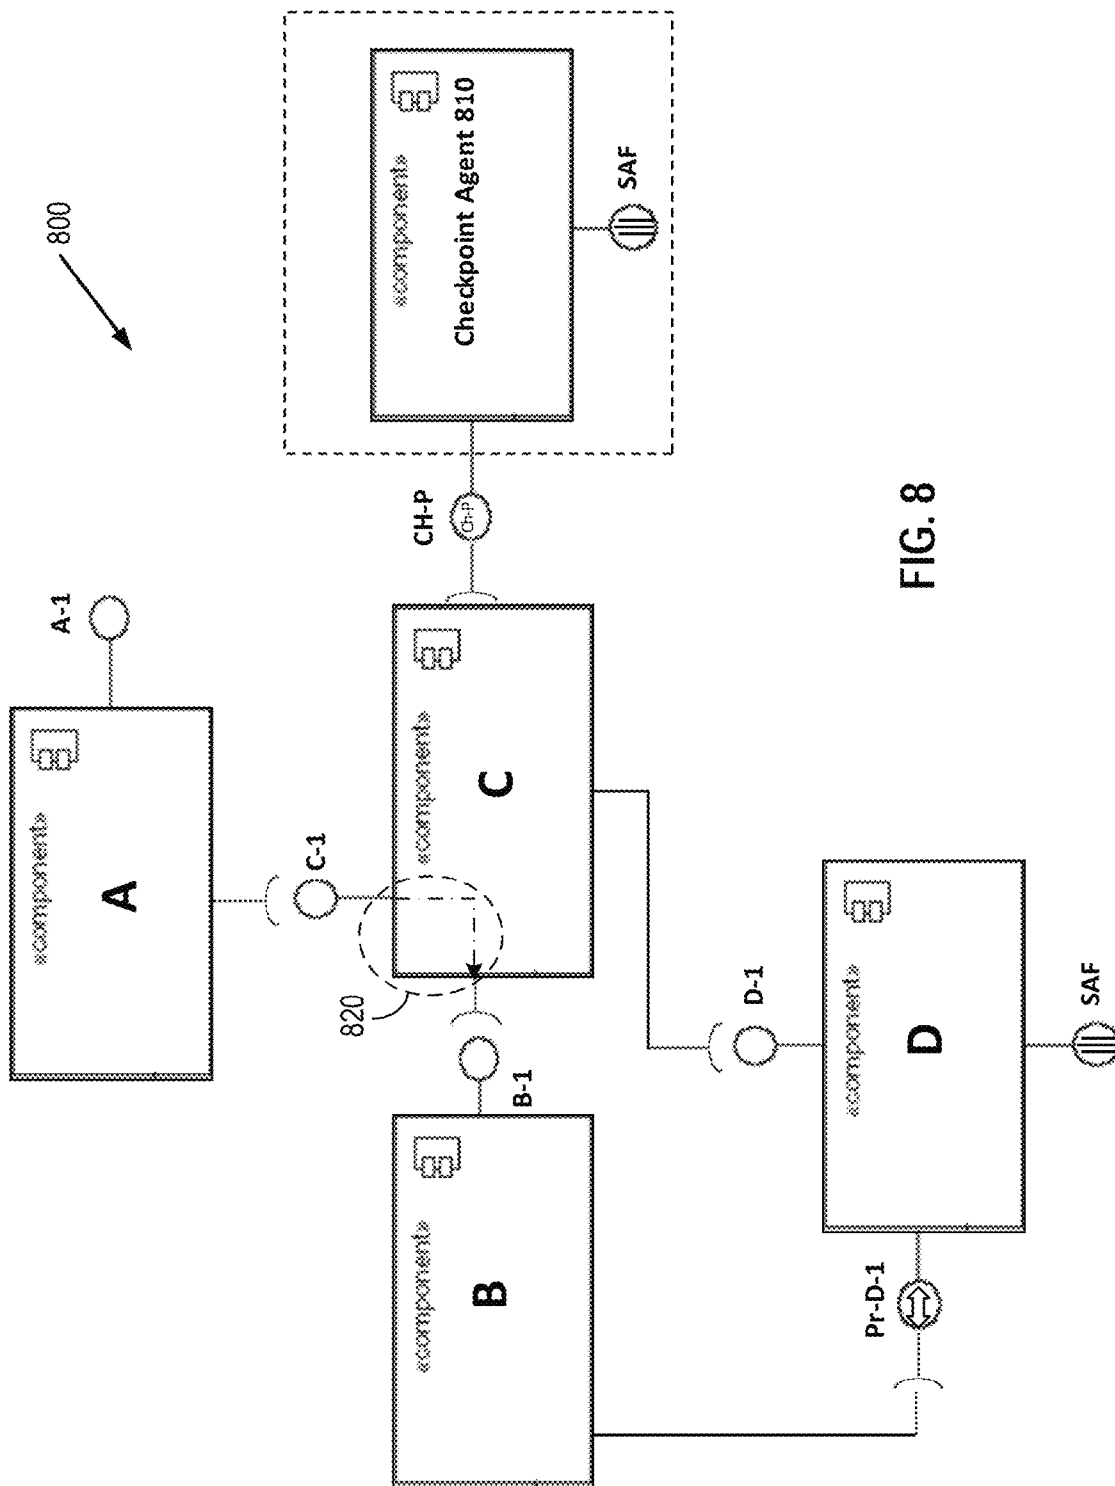 800
«component»
A
A-1
C-1
820
«component»
B
B-1
«component»
C
CH-P
Ch-P
«component»
Checkpoint Agent 810
SAF
D-1
«component»
D
Pr-D-1
SAF
FIG. 8